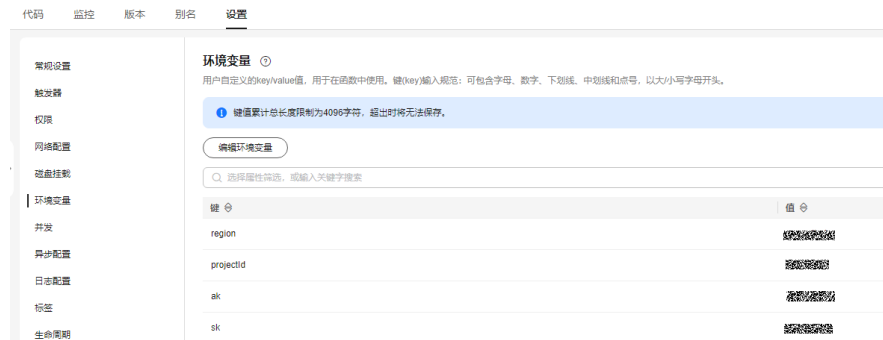 代码 监控 版本 别名 设置
常规设置
触发器
权限
网络配置
磁盘挂载
环境变量
并发
异步配置
日志配置
标签
生命周期
环境变量
用户自定义的key/value值，用于在函数中使用。键(key)输入规范：可包含字母、数字、下划线、中划线和点号，以大/小写字母开头。
键值累计总长度限制为4096字符，超出时将无法保存。
编辑环境变量
选择属性筛选，或输入关键字搜索
键 值
region
projectId
ak
sk